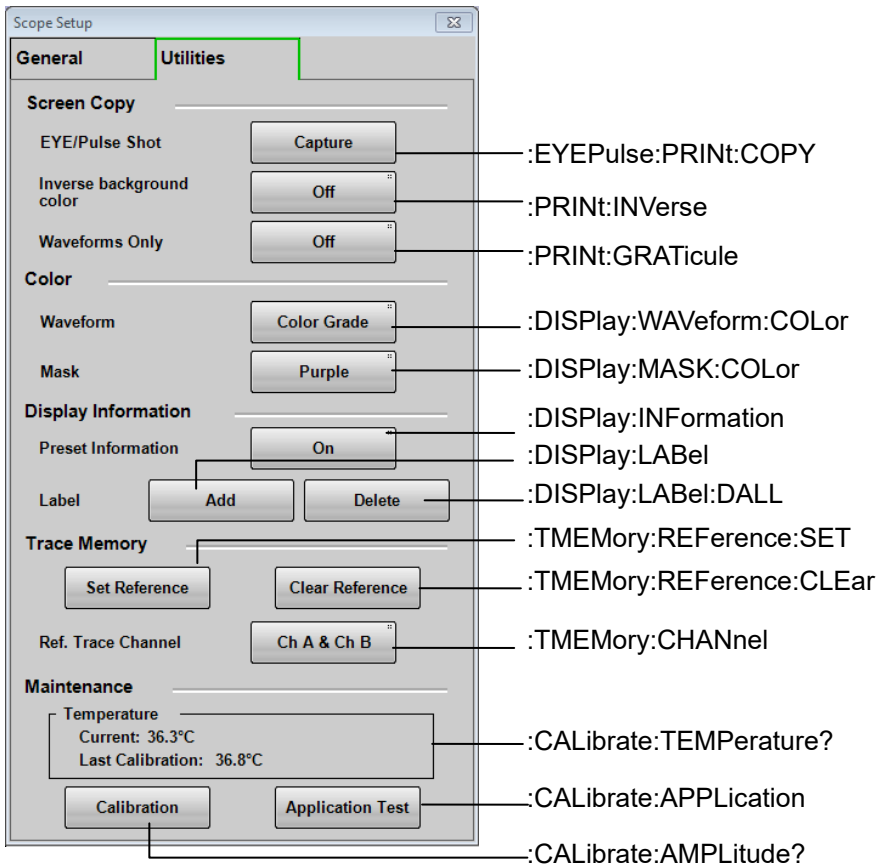 Scope Setup
General Utilities
Screen Copy
EYE/Pulse Shot Capture :EYEPulse:PRINt:COPY
Inverse background
color Off :PRINt:INVerse
Waveforms Only Off :PRINt:GRATicule
Color
Waveform Color Grade :DISPlay:WAVeform:COLor
Mask Purple :DISPlay:MASK:COLor
Display Information :DISPlay:INFormation
Preset Information On :DISPlay:LABel
Label Add Delete :DISPlay:LABel:DALL
Trace Memory :TMEMory:REFerence:SET
Set Reference Clear Reference :TMEMory:REFerence:CLEar
Ref. Trace Channel Ch A & Ch B :TMEMory:CHANnel
Maintenance
Temperature
Current: 36.3°C :CALibrate:TEMPerature?
Last Calibration: 36.8°C
Calibration Application Test :CALibrate:APPLication
:CALibrate:AMPLitude?